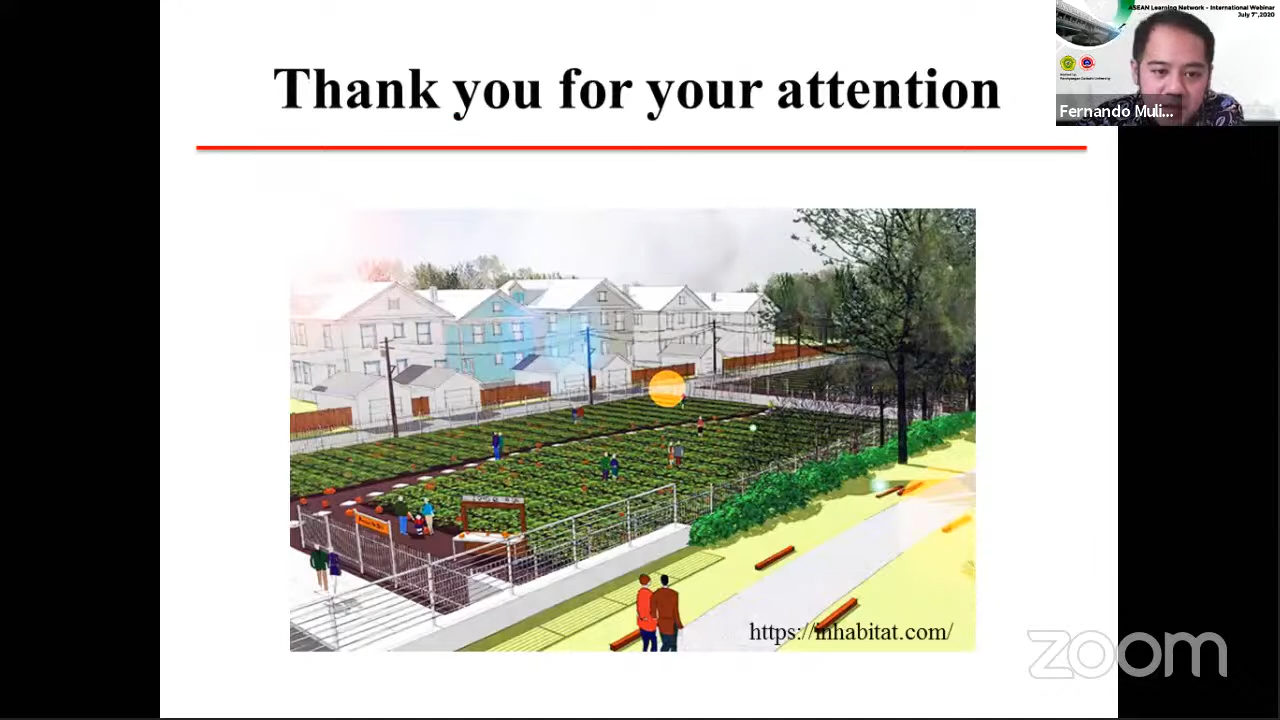 ASEAN Learning Network - International Webinar
July 7th, 2020
Fernando Muli...
Thank you for your attention
https://inhabitat.com/
zoom